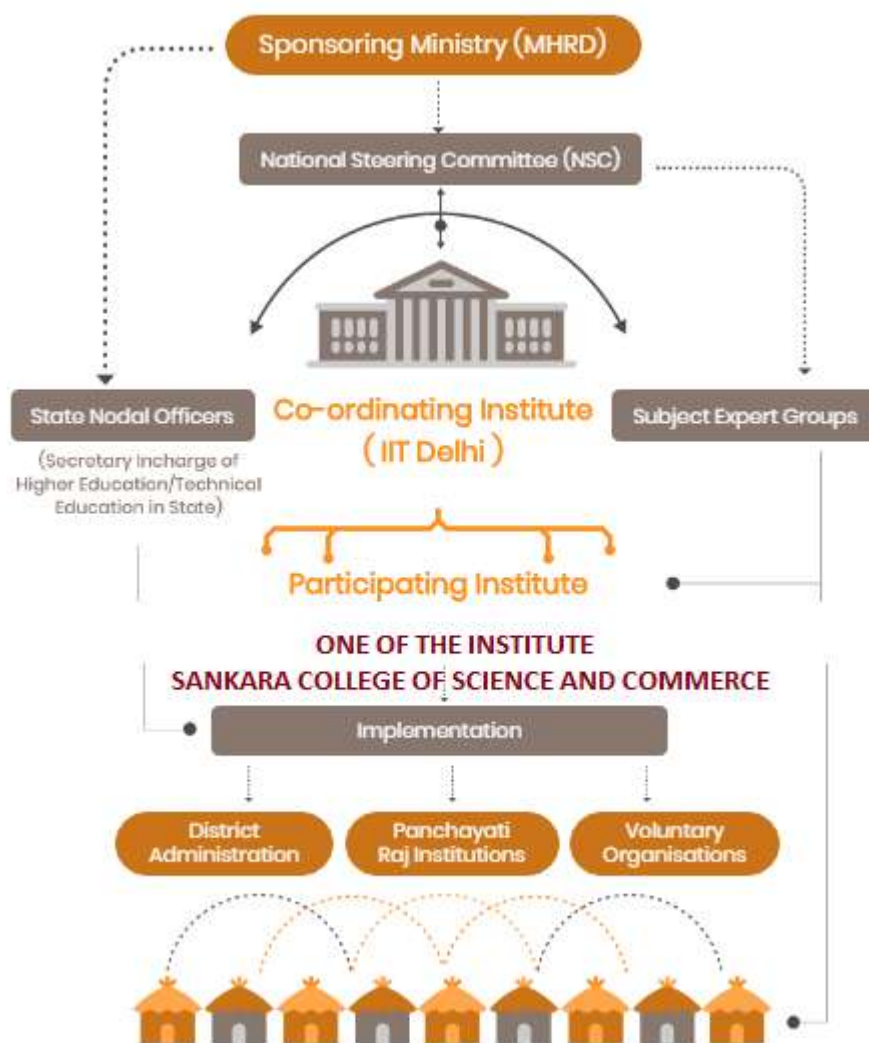 Sponsoring Ministry (MHRD)
National Steering Committee (NSC)
State Nodal Officers
(Secretary Incharge of
Higher Education/Technical
Education in State)
Co-ordinating Institute
( IIT Delhi )
Subject Expert Groups
Participating Institute
ONE OF THE INSTITUTE
SANKARA COLLEGE OF SCIENCE AND COMMERCE
Implementation
District
Administration
Panchayati
Raj Institutions
Voluntary
Organisations